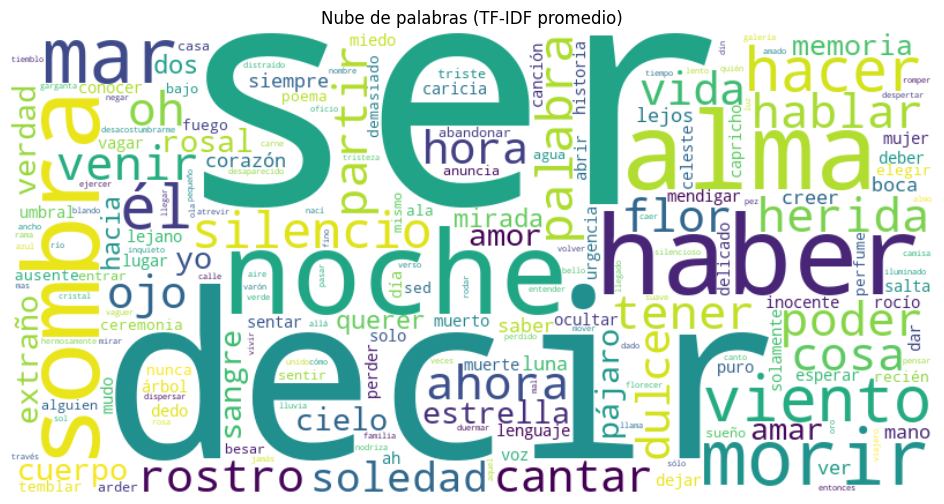 Nube de palabras (TF-IDF promedio)
tiemblo casa distraído nombre triste canción historia miedo galería amado quién romper
mar dos siempre caricia vida hacer memoria
garganta conocer bajo oficio poema demasiado lejos tiempo lento despertar
negar oh partir ser palabra hablar
verdad vagar fuego rosal hora abandonar agua abrir celeste capricho luz din mujer
desacostumbrarme carne tristeza anuncia alma deber elegir
venir corazón desaparecido boca
sombra ejercer llegar pequeño ola atrevir nací mismo ala mirada urgencia caer pez mendigar creer
umbral hacia él silencio fino amor flor herida
ancho blando lejano día volver silencioso delicado perfume camisa
rama azul río inquieto lugar yo calle bello llegado haber iluminado
ausente entrar aire verso sed entender salta
mas cristal ojo varón verde pasar noche rodar suave inocente rocío
extraño vaguer ceremonia sentar allá querer saber ocultar tener poder
hermosamente mirar vivir muerto mover dado solamente dar cosa
mudo nunca árbol sangre solo unido cómo veces perdido pájaro dulce canto esperar recién pensar
alguien dispersar dedo sentir perder ahora muerte luna puro florecer
rosa lluvia cielo mal estrella lenguaje llama sueño viento
sol besar familia duermar amar mano
través cuerpo decir ah nodriza voz oro viajero
temblar arder rostro jamás soledad aquel cantar dejar sólo morir ver entonces